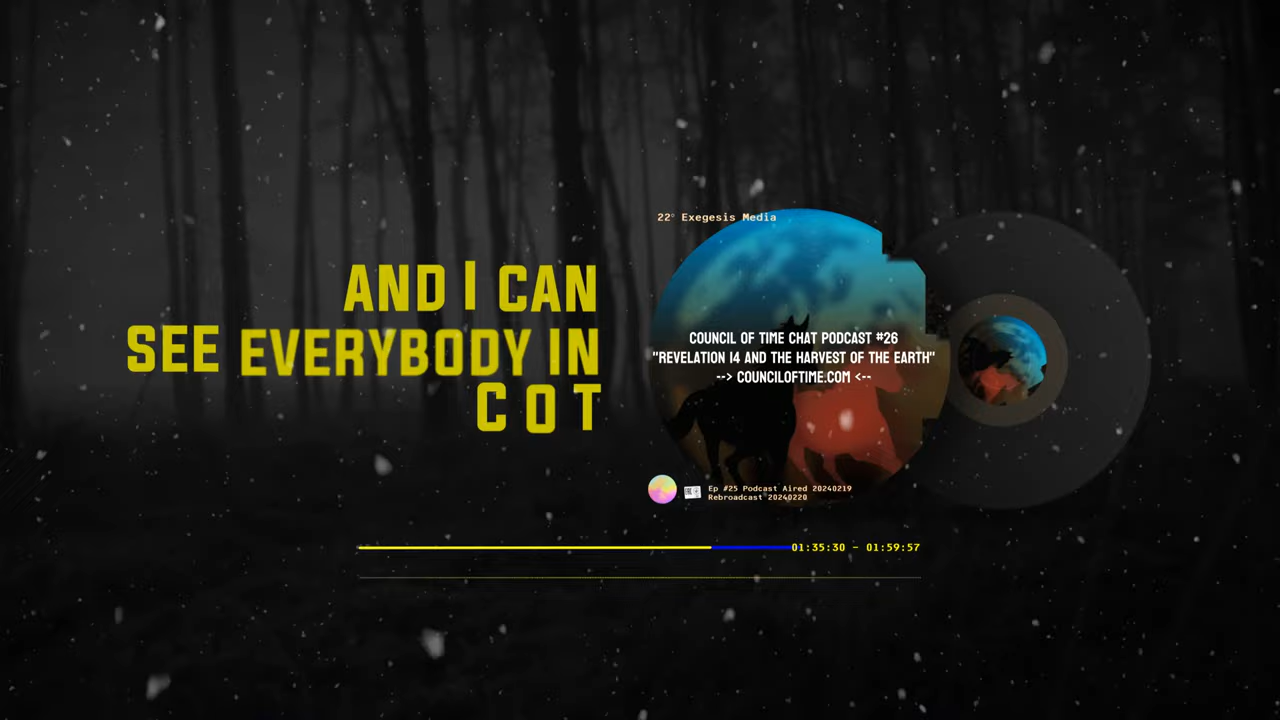 AND I CAN
SEE EVERYBODY IN
COT
22° Exegesis Media
COUNCIL OF TIME CHAT PODCAST #26
"REVELATION 14 AND THE HARVEST OF THE EARTH"
--> COUNCILOFTIME.COM <--
Ep #25 Podcast Aired 20240219
Rebroadcast 20240220
01:35:30 - 01:59:57